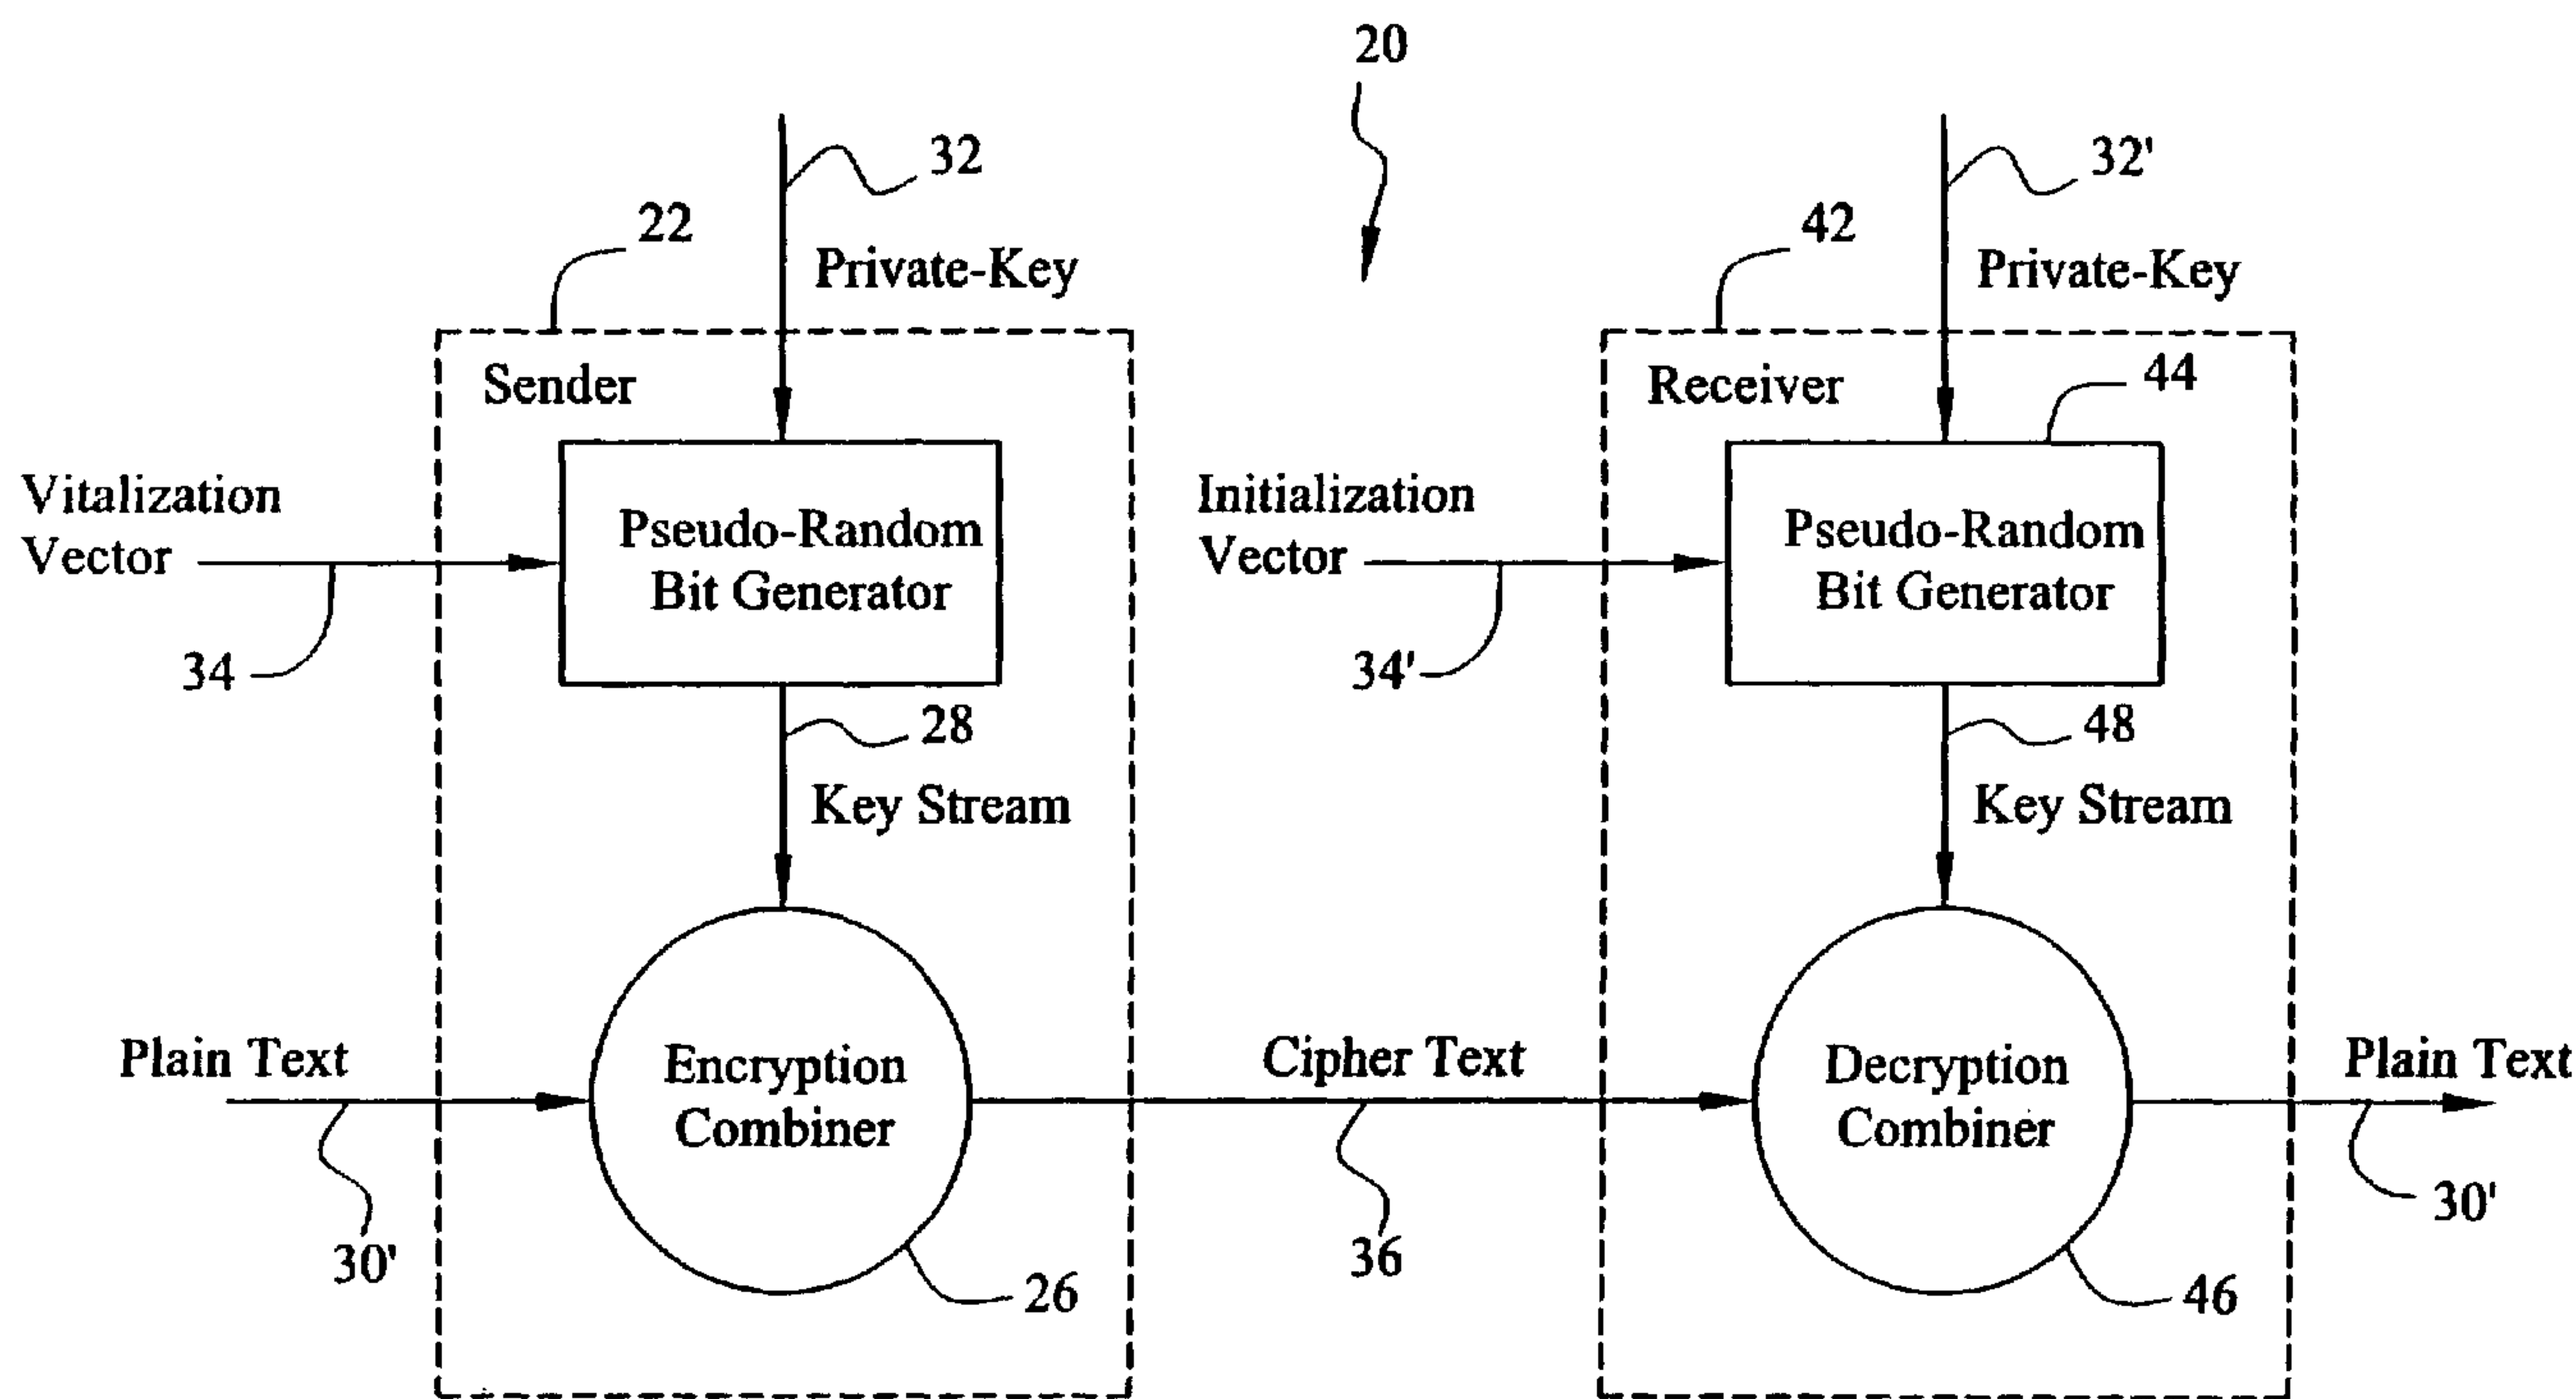 20
32
32'
22
42
Private-Key
Private-Key
Sender
Receiver
44
Vitalization
Vector
Initialization
Vector
Pseudo-Random
Bit Generator
Pseudo-Random
Bit Generator
34
34'
28
48
Key Stream
Key Stream
Plain Text
Encryption
Combiner
Cipher Text
Decryption
Combiner
Plain Text
30'
26
36
46
30'